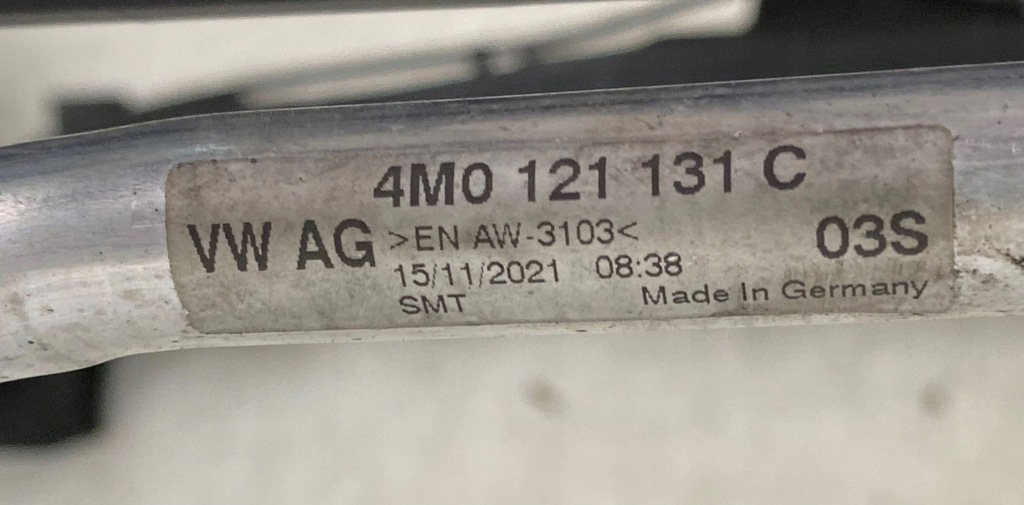 4M0 121 131 C
VW AG >EN AW-3103< 03S
15/11/2021 08:38
SMT Made In Germany